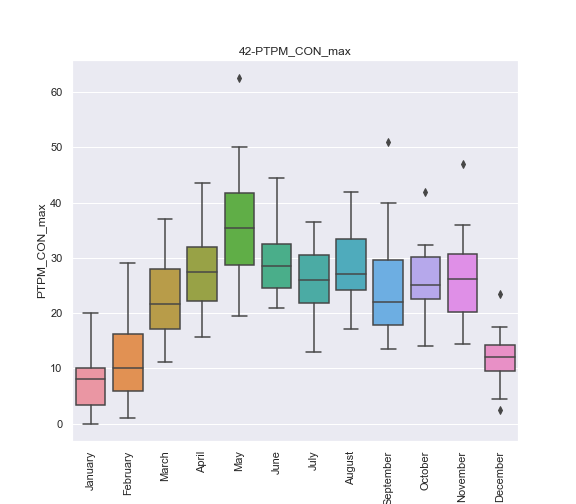 42-PTPM_CON_max
PTPM_CON_max
60
50
40
30
20
10
0
January
February
March
April
May
June
July
August
September
October
November
December